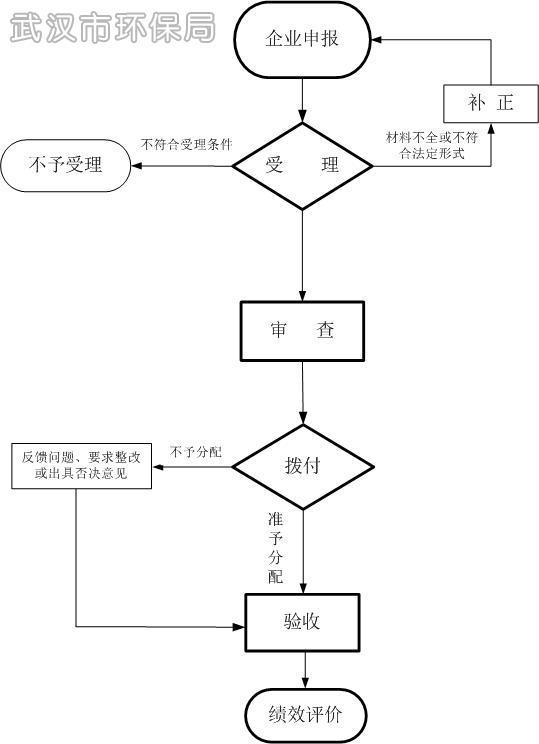 武汉市环保局
企业申报
补 正
不符合受理条件
材料不全或不符
合法定形式
不予受理
受 理
审 查
不予分配
反馈问题、要求整改
或出具否决意见
拨付
准
予
分
配
验收
绩效评价